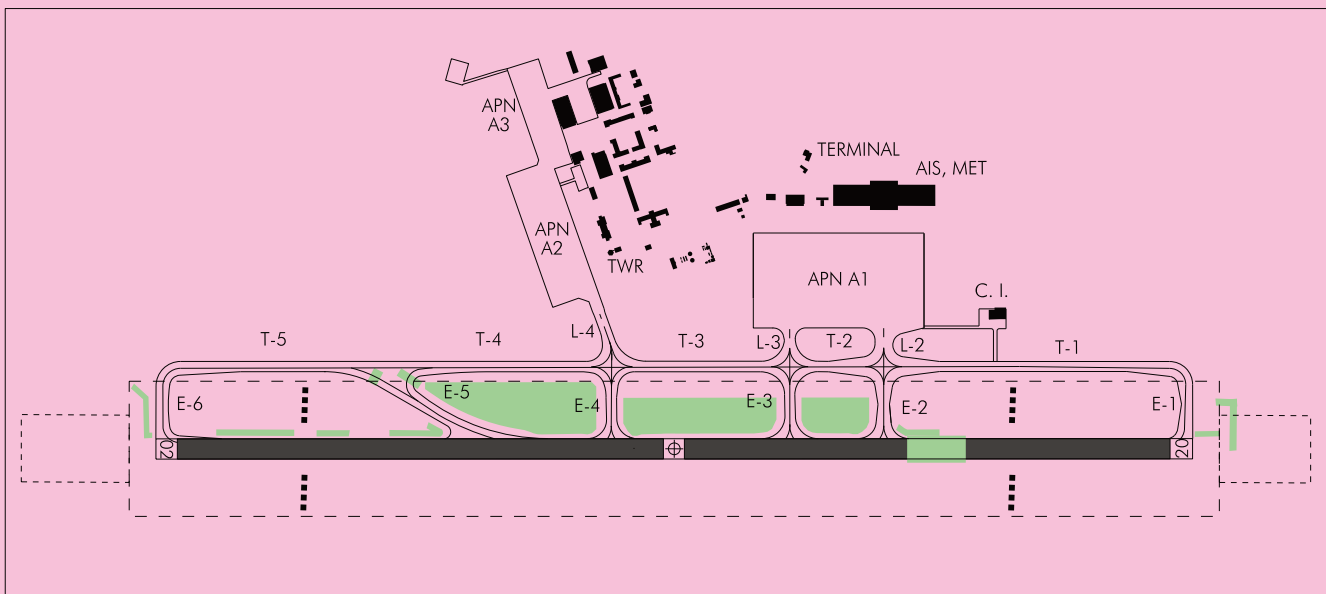 APN
A3
TERMINAL
AIS, MET
APN
A2
TWR
APN A1
C. I.
T-5
T-4
L-4
T-3
L-3
T-2
L-2
T-1
E-6
E-5
E-4
E-3
E-2
E-1
02
20